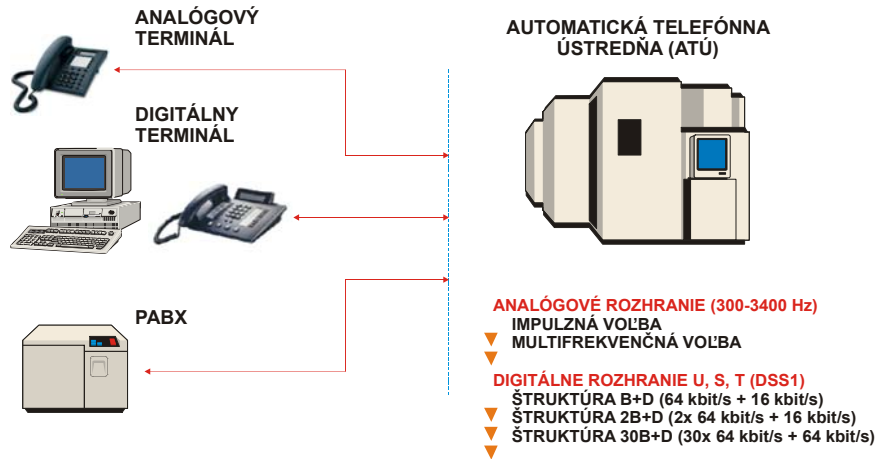 ANALÓGOVÝ
TERMINÁL
DIGITÁLNY
TERMINÁL
PABX
AUTOMATICKÁ TELEFÓNNA
ÚSTREDŇA (ATÚ)
ANALÓGOVÉ ROZHRANIE (300-3400 Hz)
IMPULZNÁ VOĽBA
MULTIFREKVENČNÁ VOĽBA
DIGITÁLNE ROZHRANIE U, S, T (DSS1)
ŠTRUKTÚRA B+D (64 kbit/s + 16 kbit/s)
ŠTRUKTÚRA 2B+D (2x 64 kbit/s + 16 kbit/s)
ŠTRUKTÚRA 30B+D (30x 64 kbit/s + 64 kbit/s)